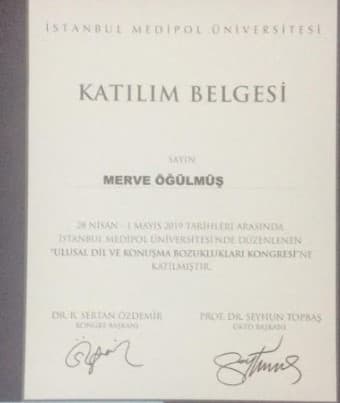 İSTANBUL MEDİPOL ÜNİVERSİTESİ
KATILIM BELGESİ
SAYIN
MERVE ÖĞÜLMÜŞ
28 NİSAN - 1 MAYIS 2019 TARİHLERİ ARASINDA
İSTANBUL MEDİPOL ÜNİVERSİTESİ'NDE DÜZENLENEN
"ULUSAL DİL VE KONUŞMA BOZUKLUKLARI KONGRESİ"NE
KATILMIŞTIR.
DR. R. SERTAN ÖZDEMİR
KONGRE BAŞKANI
PROF. DR. SEYHUN TOPBAŞ
BAŞKANI